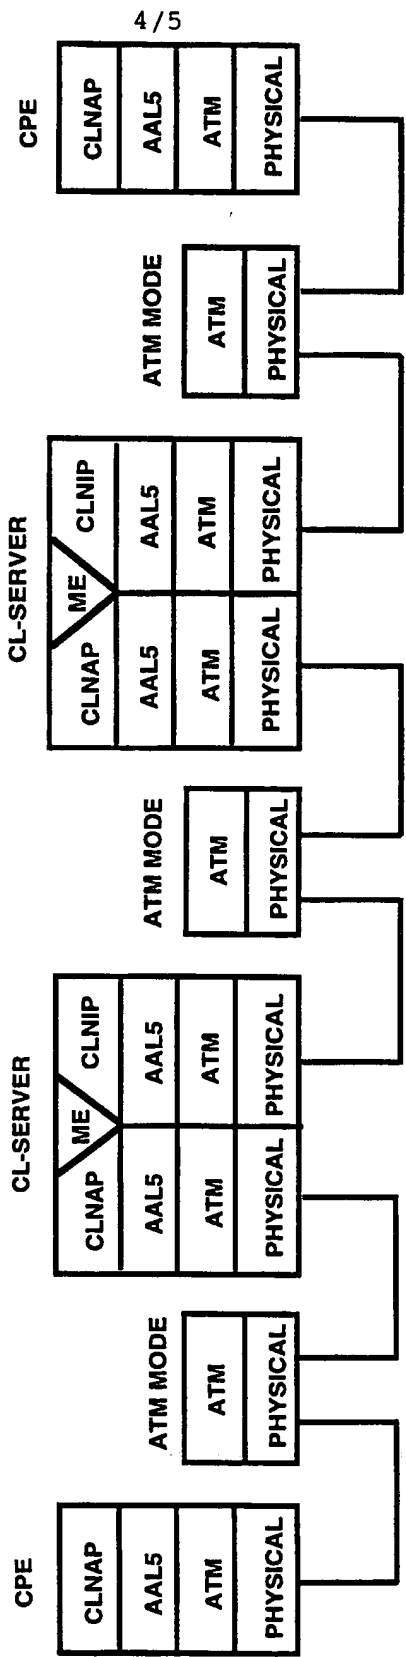 4/5
CPE
CLNAP
AAL5
ATM
PHYSICAL
ATM MODE
ATM
PHYSICAL
CL-SERVER
CLNAP
ME
CLNIP
AAL5
AAL5
ATM
ATM
PHYSICAL
PHYSICAL
ATM MODE
ATM
PHYSICAL
CL-SERVER
CLNAP
ME
CLNIP
AAL5
AAL5
ATM
ATM
PHYSICAL
PHYSICAL
ATM MODE
ATM
PHYSICAL
CPE
CLNAP
AAL5
ATM
PHYSICAL